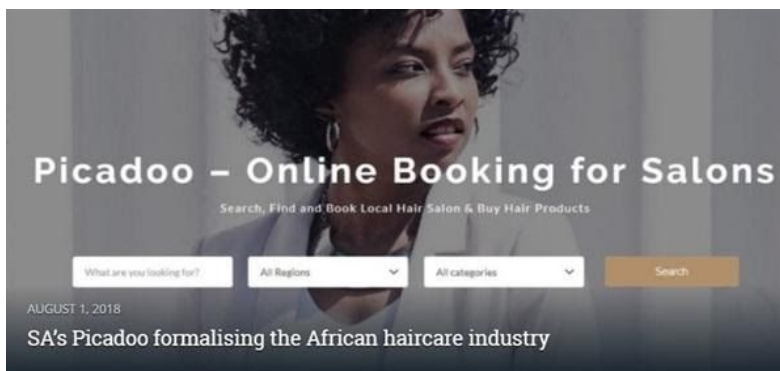 Picadoo – Online Booking for Salons
Search, Find and Book Local Hair Salon & Buy Hair Products
What are you looking for?
All Regions
All categories
Search
AUGUST 1, 2018
SA's Picadoo formalising the African haircare industry